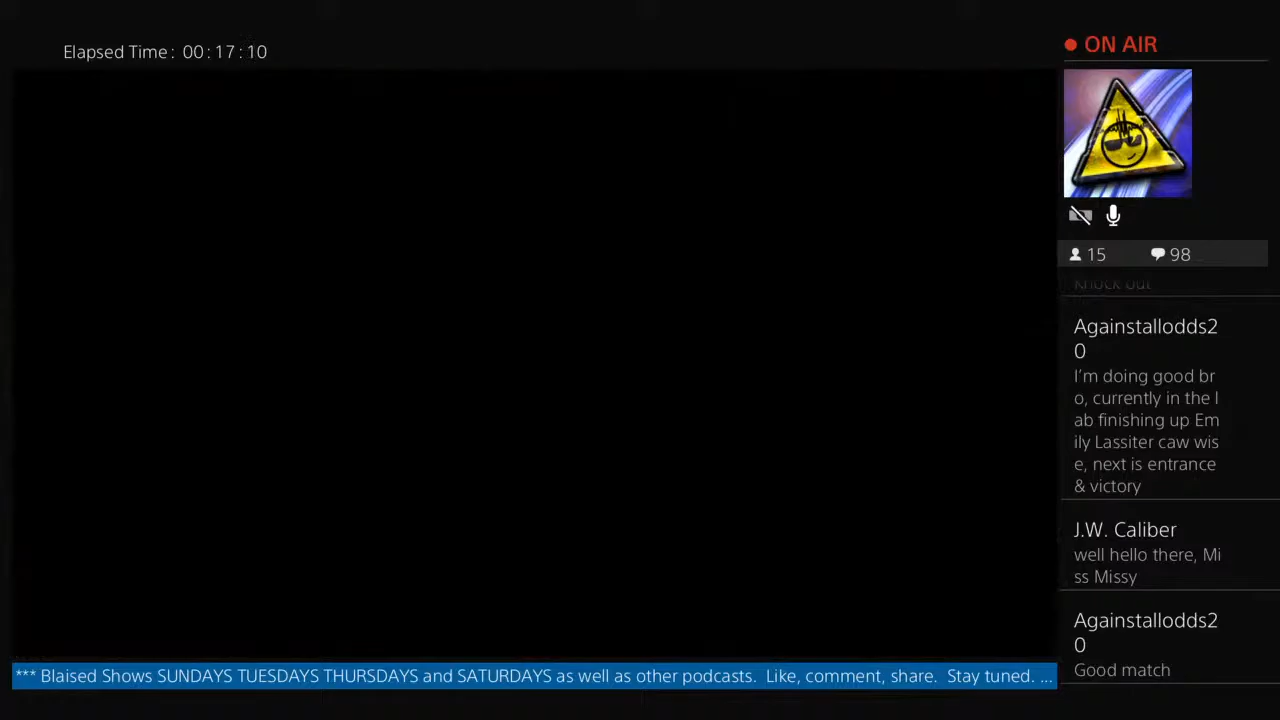 Elapsed Time: 00:17:10
ON AIR
15 98
Knock out
Againstallodds2
0
I'm doing good br
o, currently in the l
ab finishing up Em
ily Lassiter caw wis
e, next is entrance
& victory
J.W. Caliber
well hello there, Mi
ss Missy
Againstallodds2
0
Good match
*** Blaised Shows SUNDAYS TUESDAYS THURSDAYS and SATURDAYS as well as other podcasts.  Like, comment, share.  Stay tuned. ...